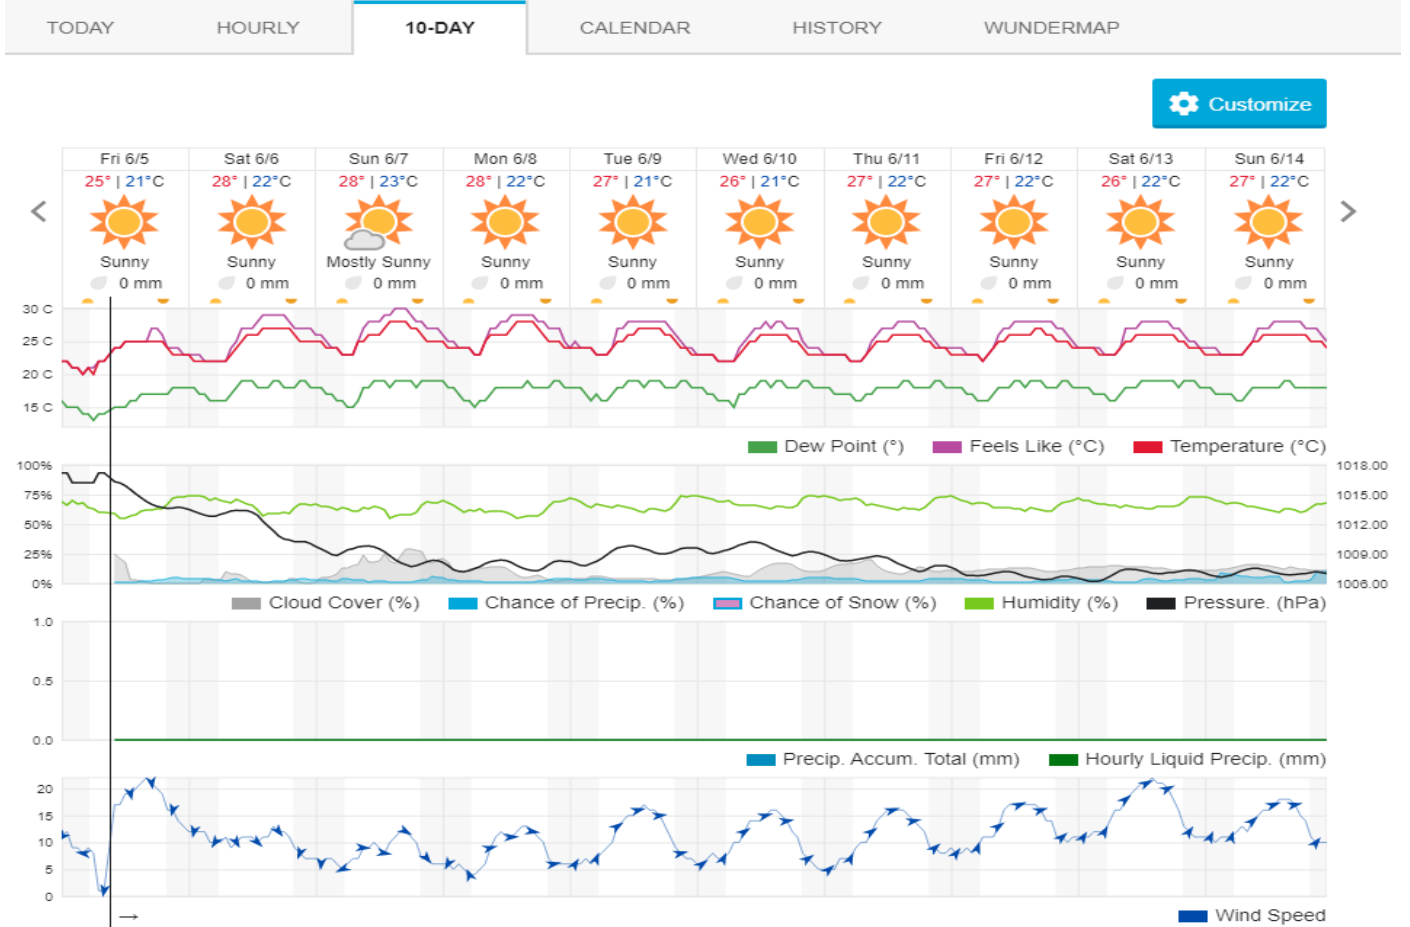 TODAY HOURLY 10-DAY CALENDAR HISTORY WUNDERMAP
Customize
Fri 6/5 Sat 6/6 Sun 6/7 Mon 6/8 Tue 6/9 Wed 6/10 Thu 6/11 Fri 6/12 Sat 6/13 Sun 6/14
25° | 21°C 28° | 22°C 28° | 23°C 28° | 22°C 27° | 21°C 26° | 21°C 27° | 22°C 27° | 22°C 26° | 22°C 27° | 22°C
Sunny Sunny Mostly Sunny Sunny Sunny Sunny Sunny Sunny Sunny Sunny
0 mm 0 mm 0 mm 0 mm 0 mm 0 mm 0 mm 0 mm 0 mm 0 mm
30 C
25 C
20 C
15 C
Dew Point (°) Feels Like (°C) Temperature (°C)
100% 1018.00
75% 1015.00
50% 1012.00
25% 1009.00
0% 1006.00
Cloud Cover (%) Chance of Precip. (%) Chance of Snow (%) Humidity (%) Pressure. (hPa)
1.0
0.5
0.0
Precip. Accum. Total (mm) Hourly Liquid Precip. (mm)
20
15
10
5
0
Wind Speed